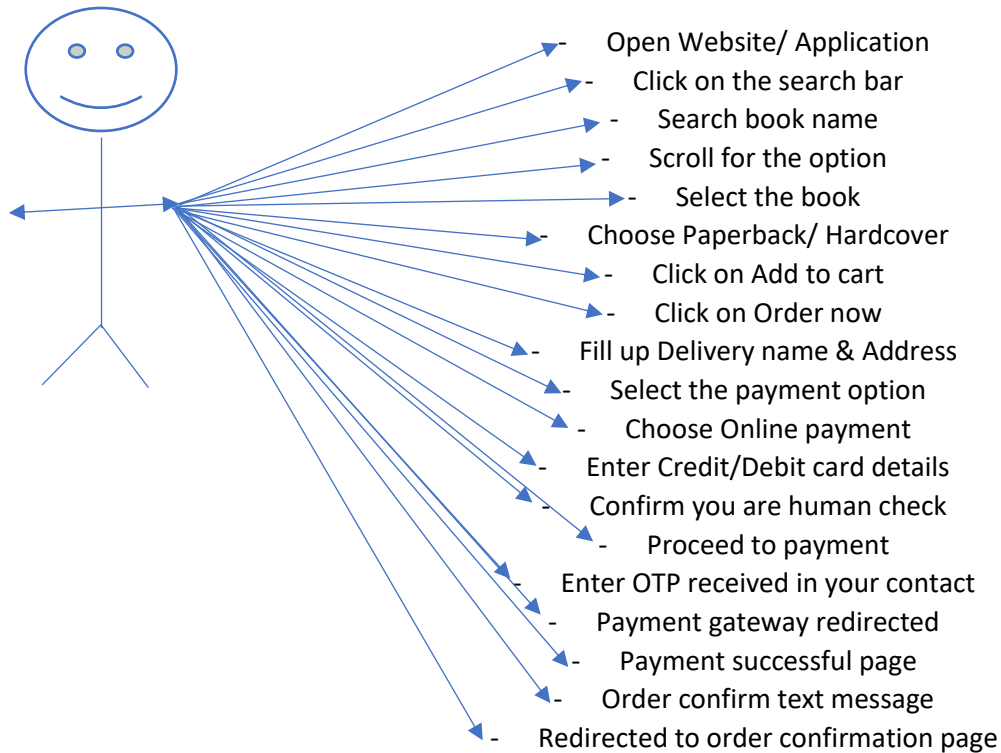 - Open Website/ Application
- Click on the search bar
- Search book name
- Scroll for the option
- Select the book
- Choose Paperback/ Hardcover
- Click on Add to cart
- Click on Order now
- Fill up Delivery name & Address
- Select the payment option
- Choose Online payment
- Enter Credit/Debit card details
- Confirm you are human check
- Proceed to payment
- Enter OTP received in your contact
- Payment gateway redirected
- Payment successful page
- Order confirm text message
- Redirected to order confirmation page